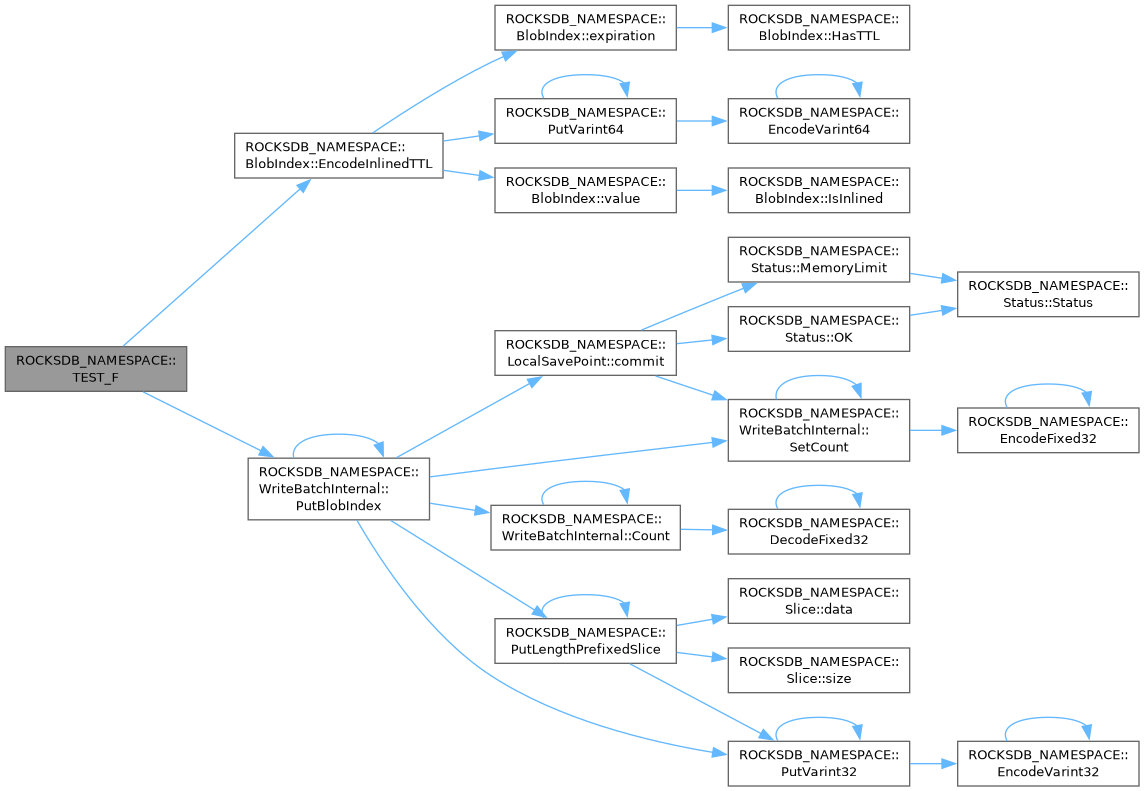 ROCKSDB_NAMESPACE::
BlobIndex::expiration
ROCKSDB_NAMESPACE::
BlobIndex::HasTTL
ROCKSDB_NAMESPACE::
PutVarint64
ROCKSDB_NAMESPACE::
EncodeVarint64
ROCKSDB_NAMESPACE::
BlobIndex::EncodeInlinedTTL
ROCKSDB_NAMESPACE::
BlobIndex::value
ROCKSDB_NAMESPACE::
BlobIndex::IsInlined
ROCKSDB_NAMESPACE::
Status::MemoryLimit
ROCKSDB_NAMESPACE::
Status::Status
ROCKSDB_NAMESPACE::
Status::OK
ROCKSDB_NAMESPACE::
LocalSavePoint::commit
ROCKSDB_NAMESPACE::
TEST_F
ROCKSDB_NAMESPACE::
WriteBatchInternal::
SetCount
ROCKSDB_NAMESPACE::
EncodeFixed32
ROCKSDB_NAMESPACE::
WriteBatchInternal::
PutBlobIndex
ROCKSDB_NAMESPACE::
WriteBatchInternal::Count
ROCKSDB_NAMESPACE::
DecodeFixed32
ROCKSDB_NAMESPACE::
Slice::data
ROCKSDB_NAMESPACE::
PutLengthPrefixedSlice
ROCKSDB_NAMESPACE::
Slice::size
ROCKSDB_NAMESPACE::
PutVarint32
ROCKSDB_NAMESPACE::
EncodeVarint32